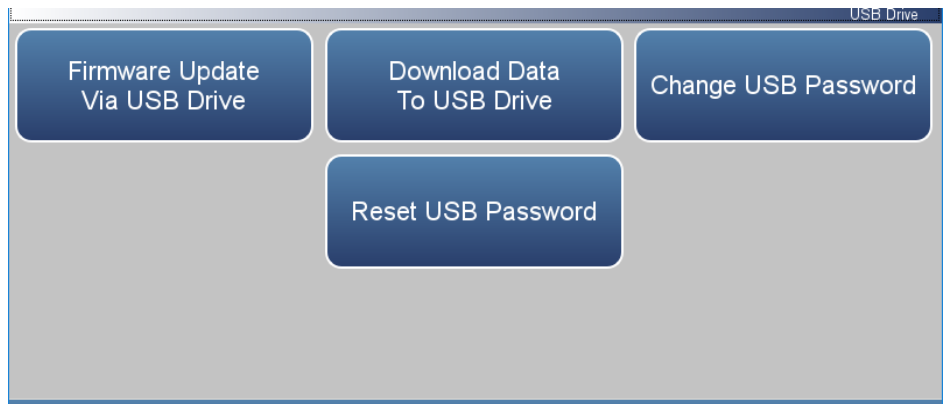 USB Drive
Firmware Update
Via USB Drive
Download Data
To USB Drive
Change USB Password
Reset USB Password